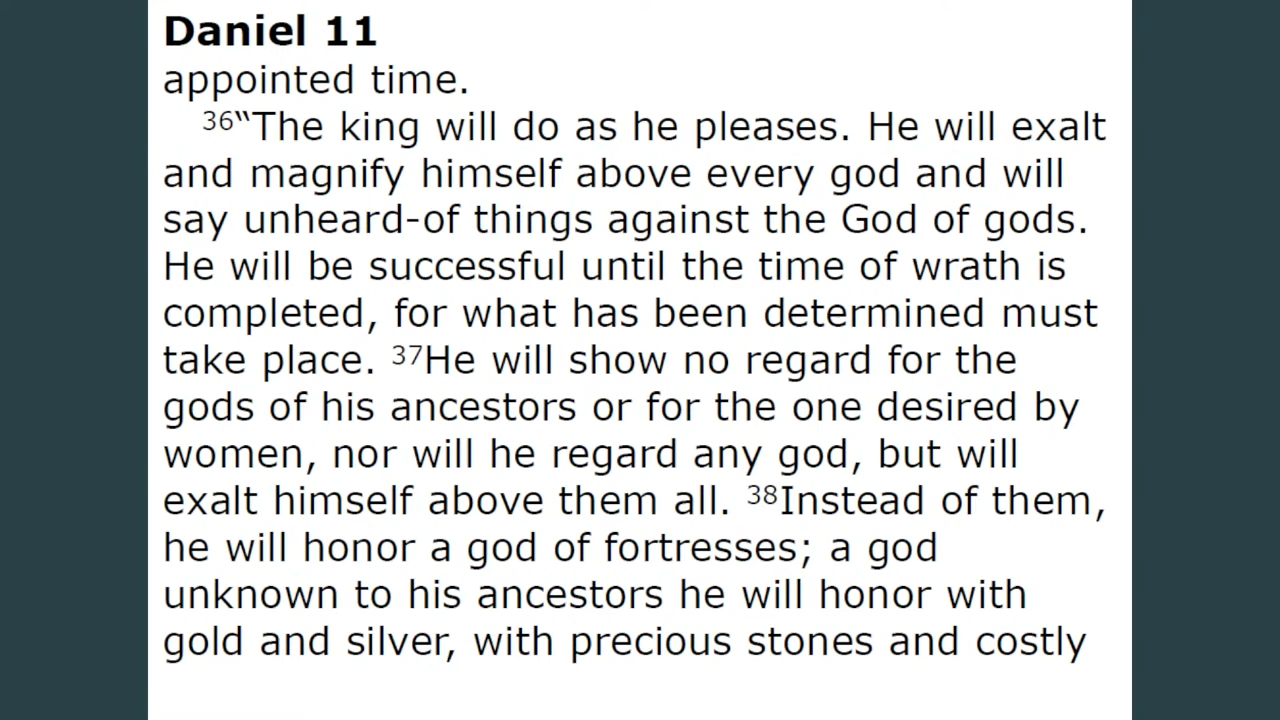 Daniel 11
appointed time.
36“The king will do as he pleases. He will exalt
and magnify himself above every god and will
say unheard-of things against the God of gods.
He will be successful until the time of wrath is
completed, for what has been determined must
take place. 37He will show no regard for the
gods of his ancestors or for the one desired by
women, nor will he regard any god, but will
exalt himself above them all. 38Instead of them,
he will honor a god of fortresses; a god
unknown to his ancestors he will honor with
gold and silver, with precious stones and costly